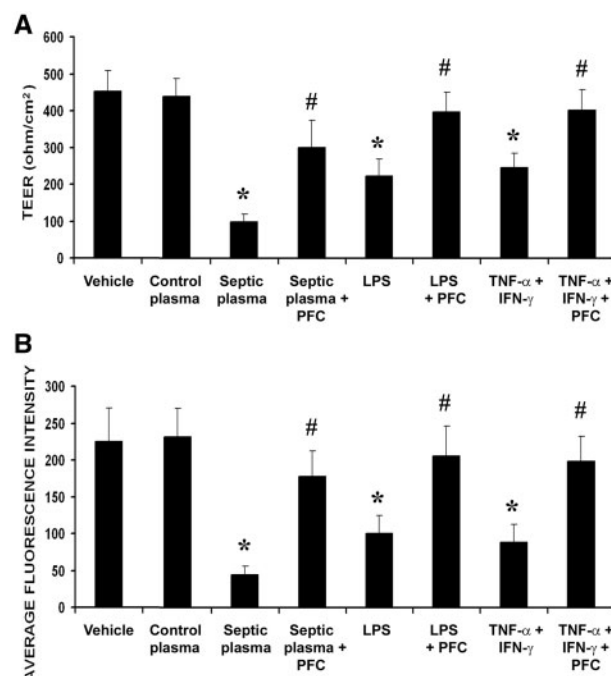 A
TEER (ohm/cm²)
600
500
400
300
200
100
0
* # * # * #
Vehicle Control plasma Septic plasma Septic plasma + PFC LPS LPS + PFC TNF-α + IFN-γ TNF-α + IFN-γ + PFC
B
AVERAGE FLUORESCENCE INTENSITY
300
250
200
150
100
50
0
* # * # * #
Vehicle Control plasma Septic plasma Septic plasma + PFC LPS LPS + PFC TNF-α + IFN-γ TNF-α + IFN-γ + PFC